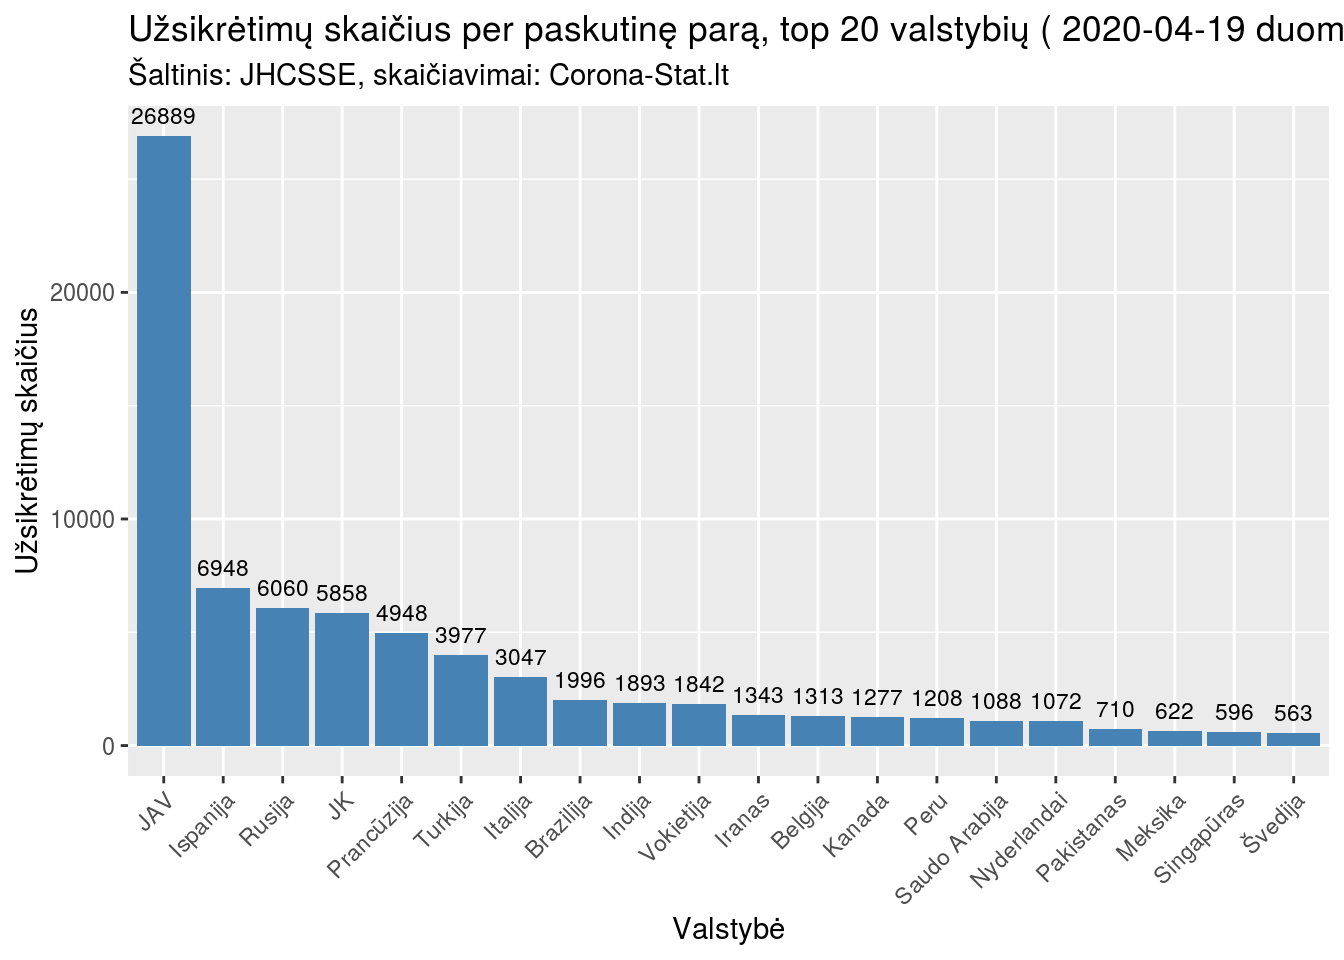 Užsikrėtimų skaičius per paskutinę parą, top 20 valstybių ( 2020-04-19 duom
Šaltinis: JHCSSE, skaičiavimai: Corona-Stat.lt
26889
6948
6060
5858
4948
3977
3047
1996
1893
1842
1343
1313
1277
1208
1088
1072
710
622
596
563
20000
10000
0
Užsikrėtimų skaičius
JAV
Ispanija
Rusija
JK
Prancūzija
Turkija
Italija
Brazilija
Indija
Vokietija
Iranas
Belgija
Kanada
Peru
Saudo Arabija
Nyderlandai
Pakistanas
Meksika
Singapūras
Švedija
Valstybė